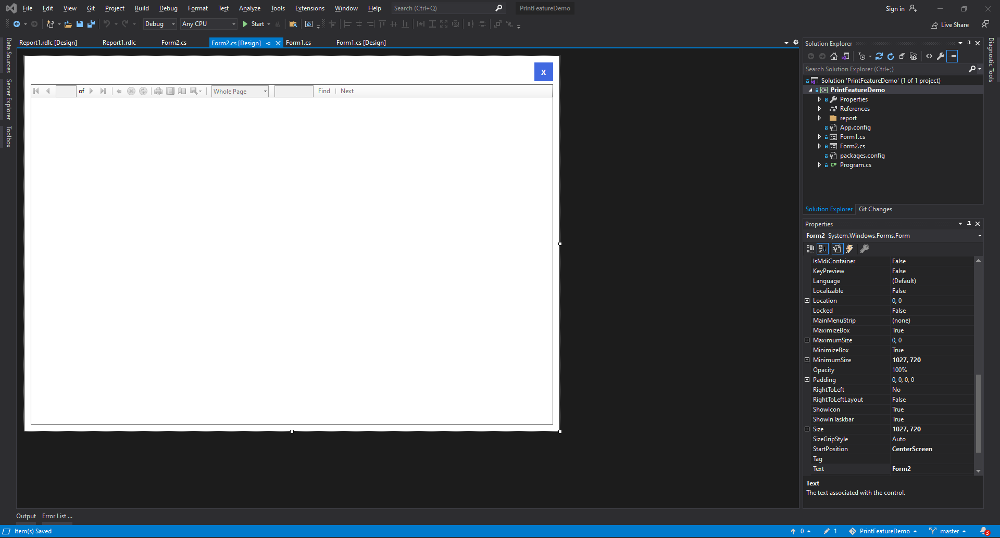 File Edit View Git Project Build Debug Format Test Analyze Tools Extensions Window Help Search (Ctrl+Q) PrintFeatureDemo Sign in
Debug Any CPU Start Live Share
Report1.rdlc [Design] Report1.rdlc Form2.cs Form2.cs [Design] Form1.cs Form1.cs [Design]
Data Sources
Server Explorer
Toolbox
X
of Whole Page Find Next
Diagnostic Tools
Solution Explorer
Search Solution Explorer (Ctrl+;)
Solution 'PrintFeatureDemo' (1 of 1 project)
C# PrintFeatureDemo
Properties
References
report
App.config
Form1.cs
Form2.cs
packages.config
C# Program.cs
Solution Explorer Git Changes
Properties
Form2 System.Windows.Forms.Form
IsMdiContainer False
KeyPreview False
Language (Default)
Localizable False
Location 0, 0
Locked False
MainMenuStrip (none)
MaximizeBox True
MaximumSize 0, 0
MinimizeBox True
MinimumSize 1027, 720
Opacity 100%
Padding 0, 0, 0, 0
RightToLeft No
RightToLeftLayout False
ShowIcon True
ShowInTaskbar True
Size 1027, 720
SizeGripStyle Auto
StartPosition CenterScreen
Tag
Text Form2
Text
The text associated with the control.
Output Error List ...
Item(s) Saved 0 1 PrintFeatureDemo master 3